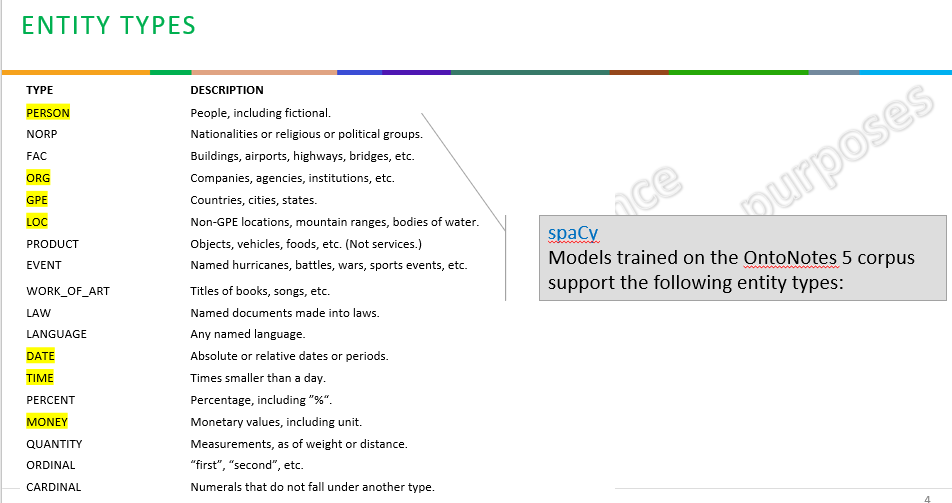 ENTITY TYPES
TYPE DESCRIPTION
PERSON People, including fictional.
NORP Nationalities or religious or political groups.
FAC Buildings, airports, highways, bridges, etc.
ORG Companies, agencies, institutions, etc.
GPE Countries, cities, states.
LOC Non-GPE locations, mountain ranges, bodies of water.
PRODUCT Objects, vehicles, foods, etc. (Not services.)
EVENT Named hurricanes, battles, wars, sports events, etc.
WORK_OF_ART Titles of books, songs, etc.
LAW Named documents made into laws.
LANGUAGE Any named language.
DATE Absolute or relative dates or periods.
TIME Times smaller than a day.
PERCENT Percentage, including ”%“.
MONEY Monetary values, including unit.
QUANTITY Measurements, as of weight or distance.
ORDINAL “first”, “second”, etc.
CARDINAL Numerals that do not fall under another type.
spaCy
Models trained on the OntoNotes 5 corpus
support the following entity types:
nce purposes
4